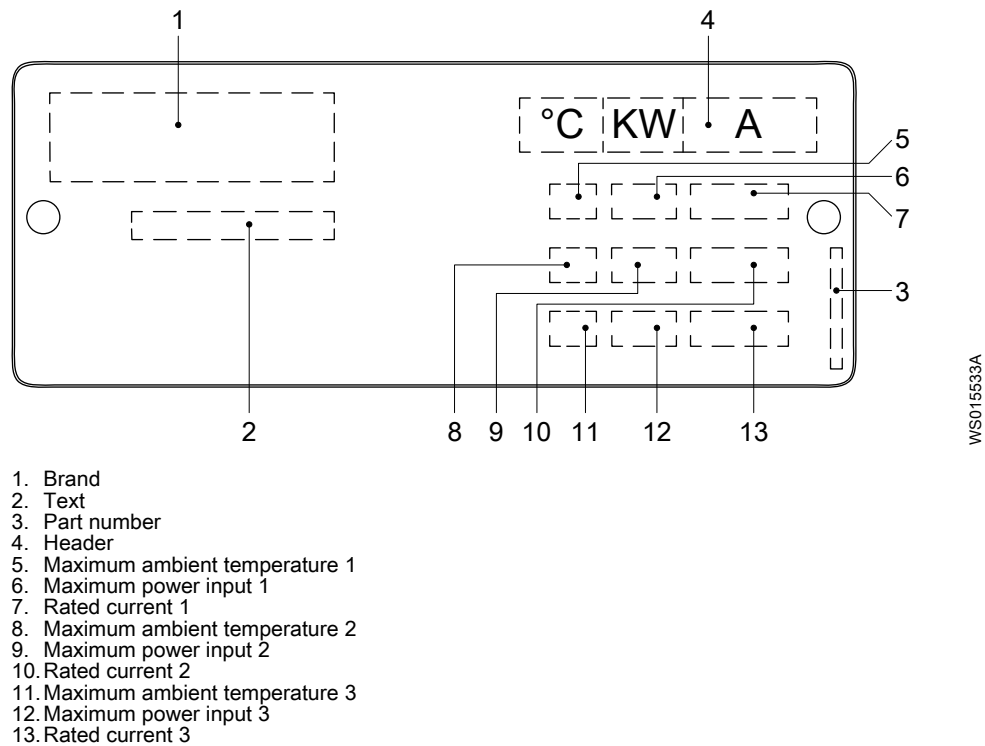 1
4
°C KW A
5
6
7
3
2
8 9 10 11 12 13
WS015533A
1. Brand
2. Text
3. Part number
4. Header
5. Maximum ambient temperature 1
6. Maximum power input 1
7. Rated current 1
8. Maximum ambient temperature 2
9. Maximum power input 2
10. Rated current 2
11. Maximum ambient temperature 3
12. Maximum power input 3
13. Rated current 3